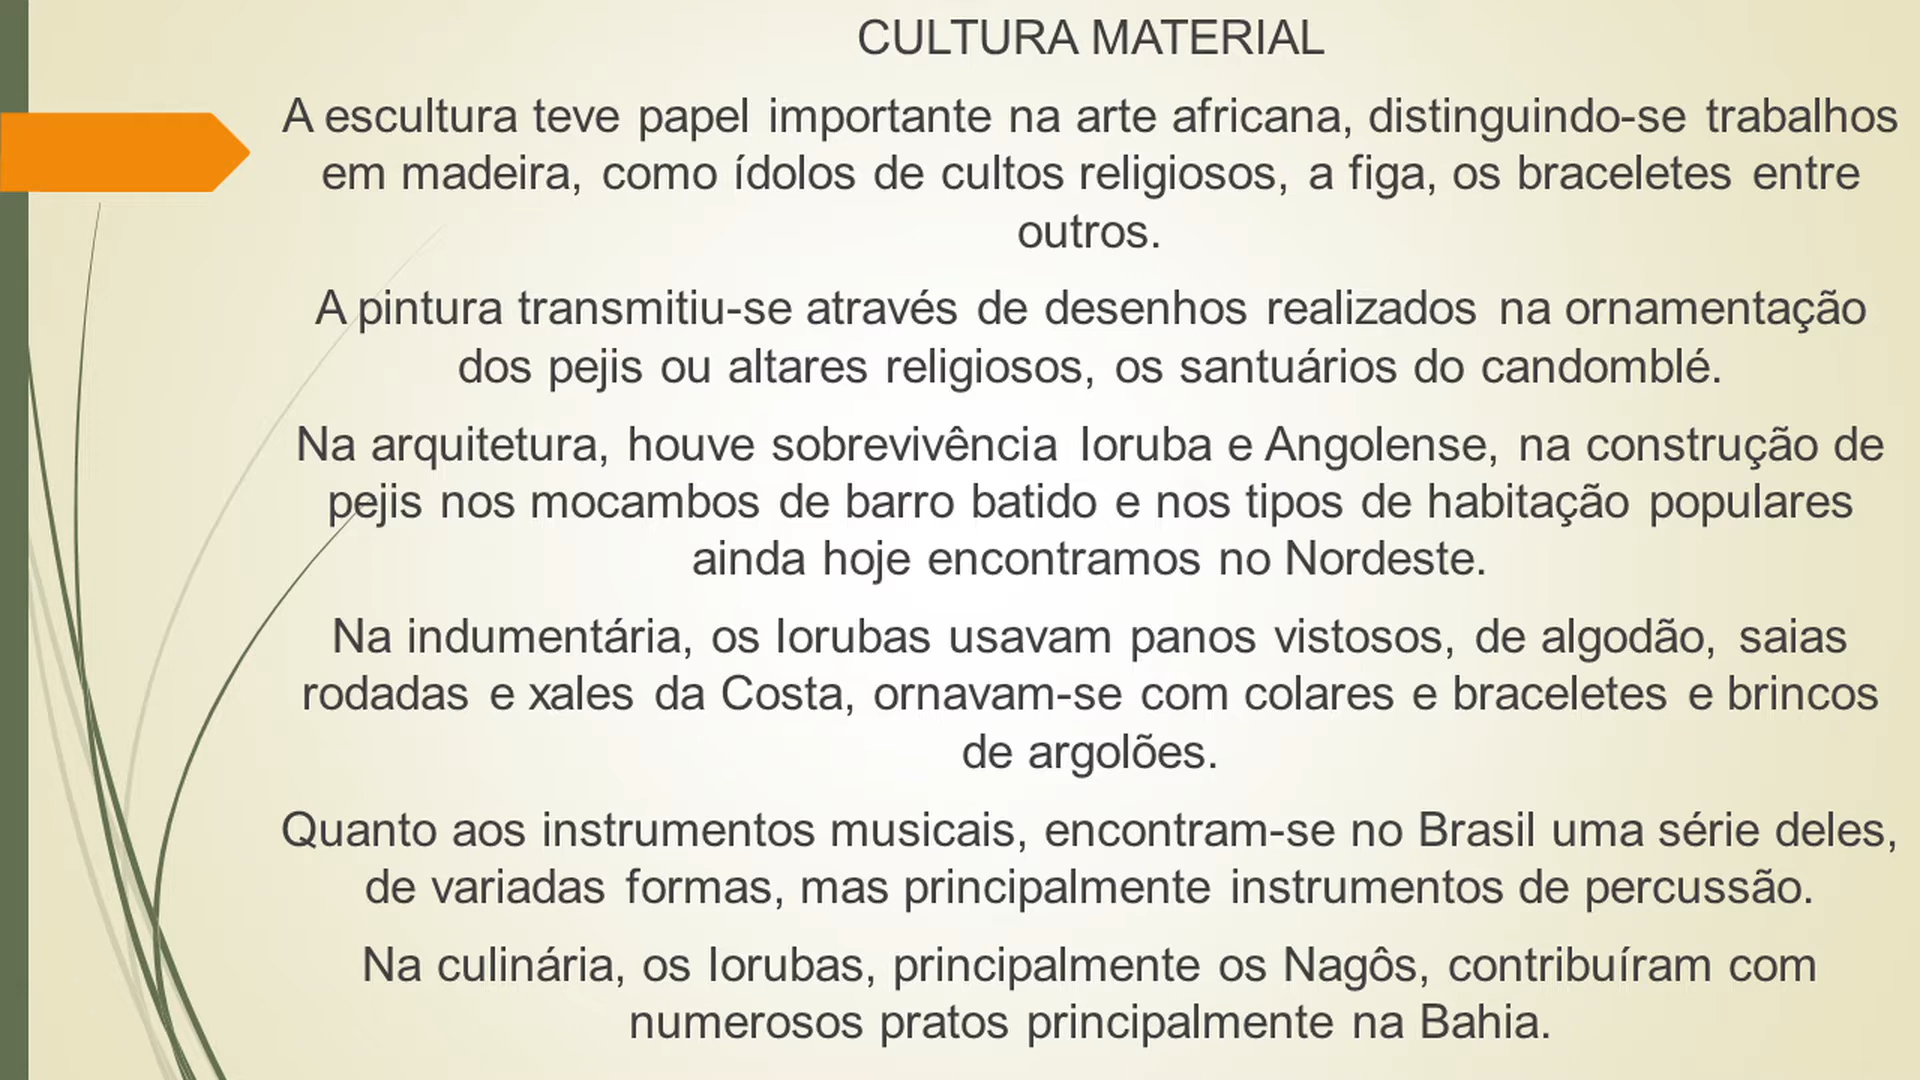 CULTURA MATERIAL
A escultura teve papel importante na arte africana, distinguindo-se trabalhos
em madeira, como ídolos de cultos religiosos, a figa, os braceletes entre
outros.
A pintura transmitiu-se através de desenhos realizados na ornamentação
dos pejis ou altares religiosos, os santuários do candomblé.
Na arquitetura, houve sobrevivência Ioruba e Angolense, na construção de
pejis nos mocambos de barro batido e nos tipos de habitação populares
ainda hoje encontramos no Nordeste.
Na indumentária, os Iorubas usavam panos vistosos, de algodão, saias
rodadas e xales da Costa, ornavam-se com colares e braceletes e brincos
de argolões.
Quanto aos instrumentos musicais, encontram-se no Brasil uma série deles,
de variadas formas, mas principalmente instrumentos de percussão.
Na culinária, os Iorubas, principalmente os Nagôs, contribuíram com
numerosos pratos principalmente na Bahia.